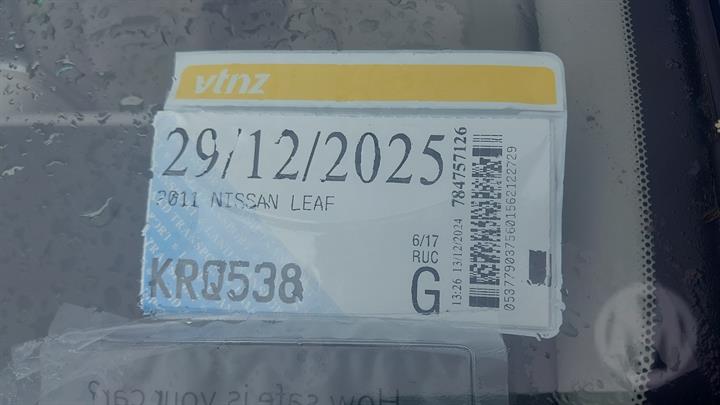 vtnz
29/12/2025
2011 NISSAN LEAF
KRQ538
6/17
RUC
G
13:26 13/12/2024 784757126
0537790375601562122729
How safe is your car?